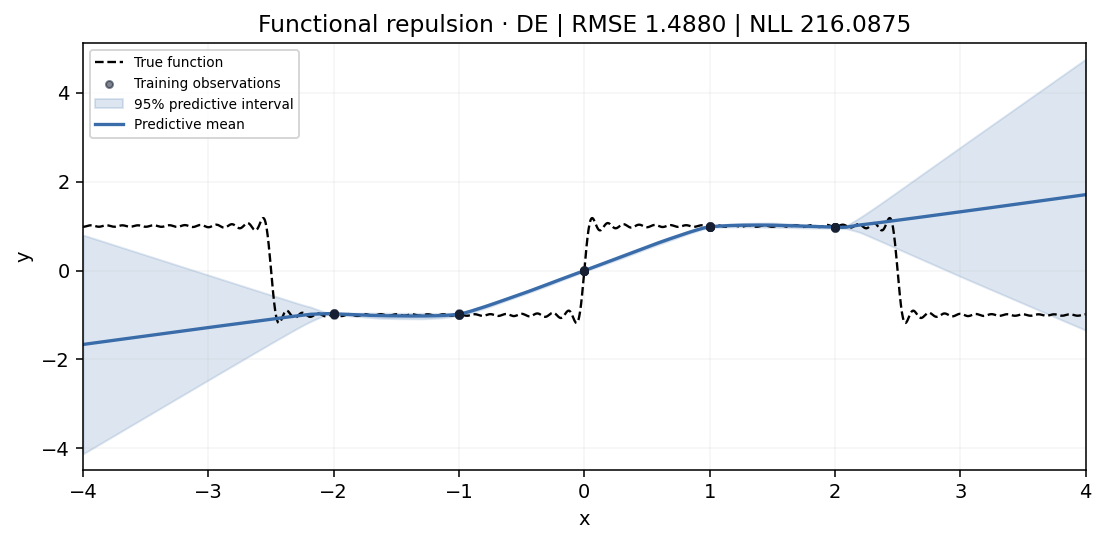 Functional repulsion · DE | RMSE 1.4880 | NLL 216.0875
True function
Training observations
95% predictive interval
Predictive mean
y
4
2
0
−2
−4
−4 −3 −2 −1 0 1 2 3 4
x